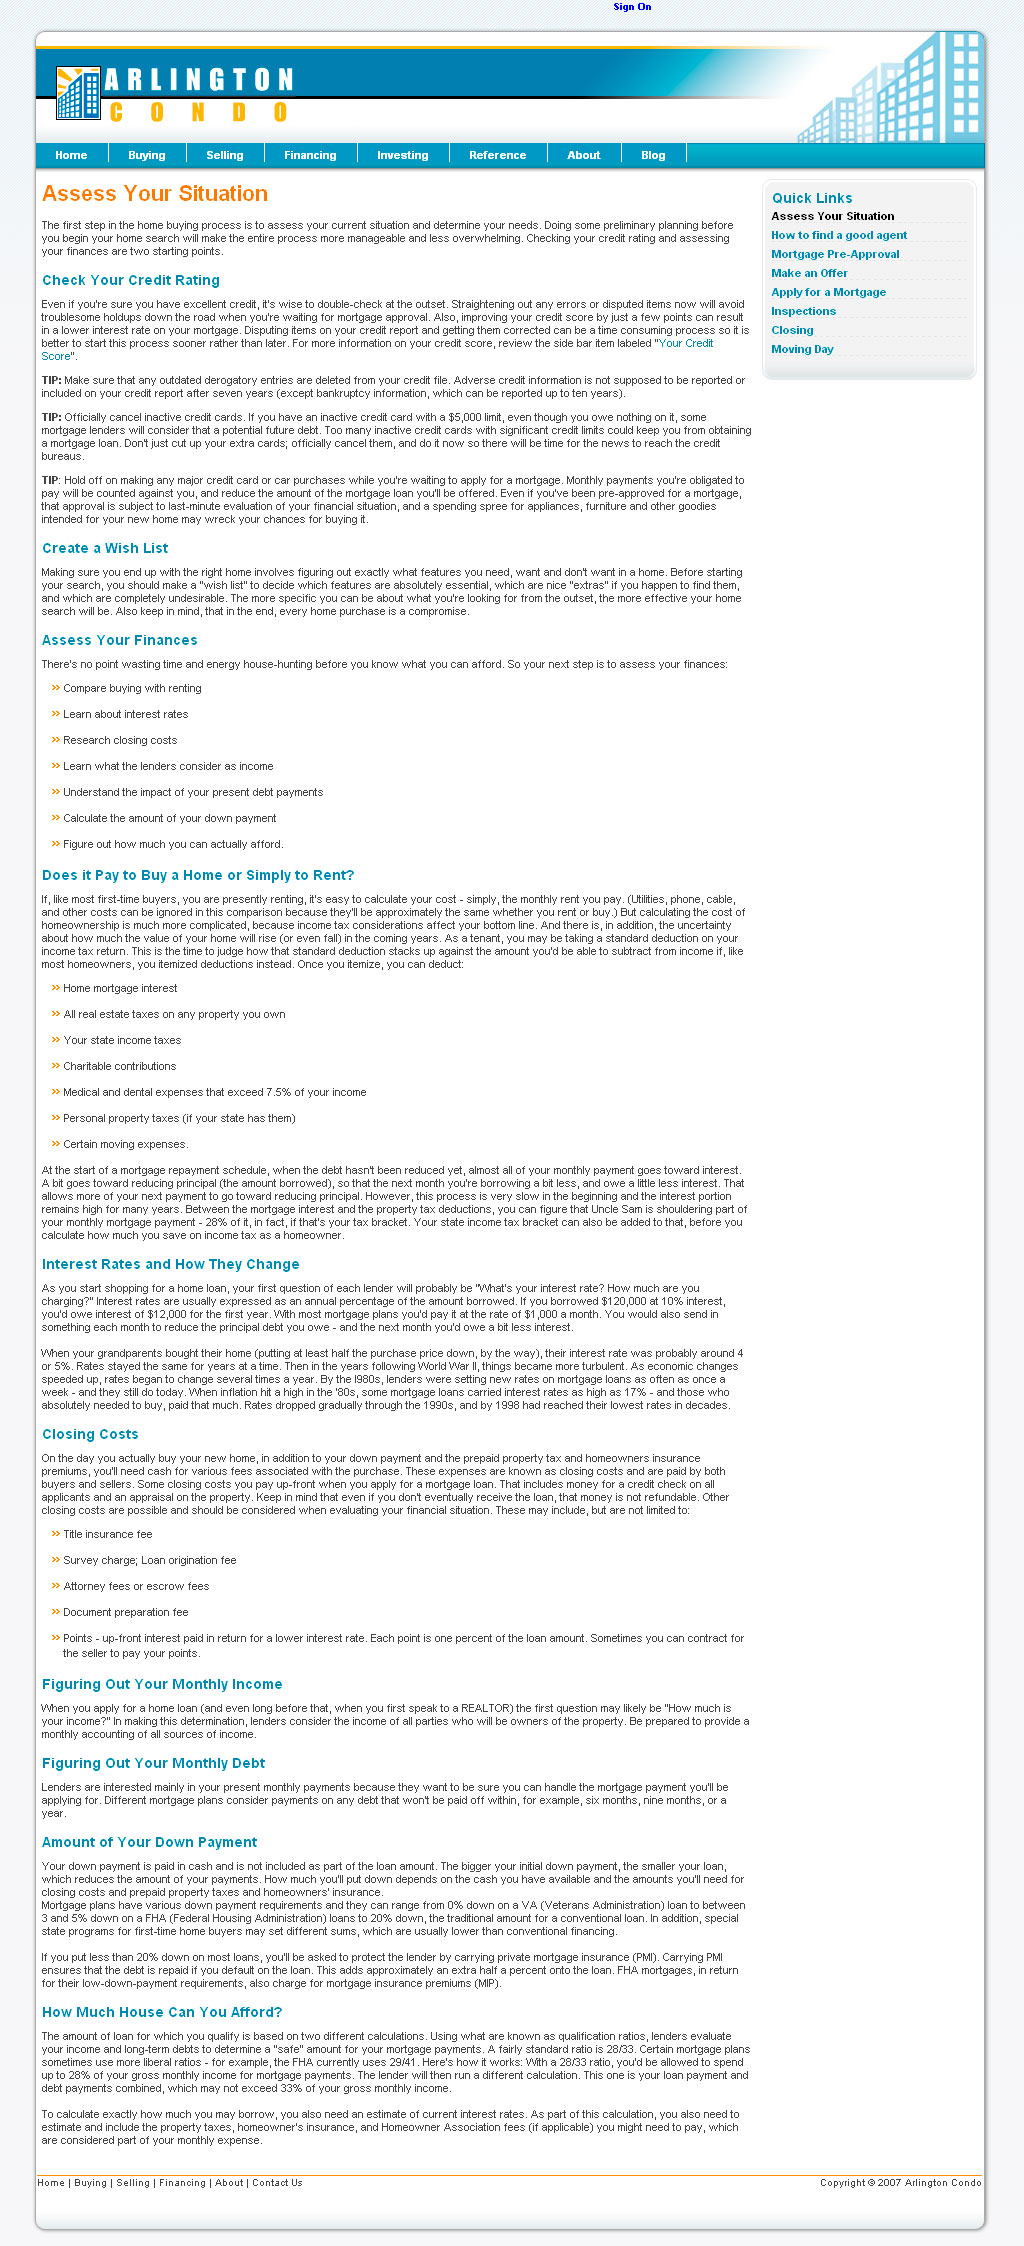 Sign On
ARLINGTON
CONDO
Home
Buying
Selling
Financing
Investing
Reference
About
Blog
Assess Your Situation
The first step in the home buying process is to assess your current situation and determine your needs. Doing some preliminary planning before
you begin your home search will make the entire process more manageable and less overwhelming. Checking your credit rating and assessing
your finances are two starting points.
Check Your Credit Rating
Even if you're sure you have excellent credit, it's wise to double-check at the outset. Straightening out any errors or disputed items now will avoid
troublesome holdups down the road when you're waiting for mortgage approval. Also, improving your credit score by just a few points can result
in a lower interest rate on your mortgage. Disputing items on your credit report and getting them corrected can be a time consuming process so it is
better to start this process sooner rather than later. For more information on your credit score, review the side bar item labeled "Your Credit
Score".
TIP: Make sure that any outdated derogatory entries are deleted from your credit file. Adverse credit information is not supposed to be reported or
included on your credit report after seven years (except bankruptcy information, which can be reported up to ten years).
TIP: Officially cancel inactive credit cards. If you have an inactive credit card with a $5,000 limit, even though you owe nothing on it, some
mortgage lenders will consider that a potential future debt. Too many inactive credit cards with significant credit limits could keep you from obtaining
a mortgage loan. Don't just cut up your extra cards; officially cancel them, and do it now so there will be time for the news to reach the credit
bureaus.
TIP: Hold off on making any major credit card or car purchases while you're waiting to apply for a mortgage. Monthly payments you're obligated to
pay will be counted against you, and reduce the amount of the mortgage loan you'll be offered. Even if you've been pre-approved for a mortgage,
that approval is subject to last-minute evaluation of your financial situation, and a spending spree for appliances, furniture and other goodies
intended for your new home may wreck your chances for buying it.
Create a Wish List
Making sure you end up with the right home involves figuring out exactly what features you need, want and don't want in a home. Before starting
your search, you should make a "wish list" to decide which features are absolutely essential, which are nice "extras" if you happen to find them,
and which are completely undesirable. The more specific you can be about what you're looking for from the outset, the more effective your home
search will be. Also keep in mind, that in the end, every home purchase is a compromise.
Assess Your Finances
There's no point wasting time and energy house-hunting before you know what you can afford. So your next step is to assess your finances:
» Compare buying with renting
» Learn about interest rates
» Research closing costs
» Learn what the lenders consider as income
» Understand the impact of your present debt payments
» Calculate the amount of your down payment
» Figure out how much you can actually afford.
Does it Pay to Buy a Home or Simply to Rent?
If, like most first-time buyers, you are presently renting, it's easy to calculate your cost - simply, the monthly rent you pay. (Utilities, phone, cable,
and other costs can be ignored in this comparison because they'll be approximately the same whether you rent or buy.) But calculating the cost of
homeownership is much more complicated, because income tax considerations affect your bottom line. And there is, in addition, the uncertainty
about how much the value of your home will rise (or even fall) in the coming years. As a tenant, you may be taking a standard deduction on your
income tax return. This is the time to judge how that standard deduction stacks up against the amount you'd be able to subtract from income if, like
most homeowners, you itemized deductions instead. Once you itemize, you can deduct:
» Home mortgage interest
» All real estate taxes on any property you own
» Your state income taxes
» Charitable contributions
» Medical and dental expenses that exceed 7.5% of your income
» Personal property taxes (if your state has them)
» Certain moving expenses.
At the start of a mortgage repayment schedule, when the debt hasn't been reduced yet, almost all of your monthly payment goes toward interest.
A bit goes toward reducing principal (the amount borrowed), so that the next month you're borrowing a bit less, and owe a little less interest. That
allows more of your next payment to go toward reducing principal. However, this process is very slow in the beginning and the interest portion
remains high for many years. Between the mortgage interest and the property tax deductions, you can figure that Uncle Sam is shouldering part of
your monthly mortgage payment - 28% of it, in fact, if that's your tax bracket. Your state income tax bracket can also be added to that, before you
calculate how much you save on income tax as a homeowner.
Interest Rates and How They Change
As you start shopping for a home loan, your first question of each lender will probably be "What's your interest rate? How much are you
charging?" Interest rates are usually expressed as an annual percentage of the amount borrowed. If you borrowed $120,000 at 10% interest,
you'd owe interest of $12,000 for the first year. With most mortgage plans you'd pay it at the rate of $1,000 a month. You would also send in
something each month to reduce the principal debt you owe - and the next month you'd owe a bit less interest.
When your grandparents bought their home (putting at least half the purchase price down, by the way), their interest rate was probably around 4
or 5%. Rates stayed the same for years at a time. Then in the years following World War II, things became more turbulent. As economic changes
speeded up, rates began to change several times a year. By the l980s, lenders were setting new rates on mortgage loans as often as once a
week - and they still do today. When inflation hit a high in the '80s, some mortgage loans carried interest rates as high as 17% - and those who
absolutely needed to buy, paid that much. Rates dropped gradually through the 1990s, and by 1998 had reached their lowest rates in decades.
Closing Costs
On the day you actually buy your new home, in addition to your down payment and the prepaid property tax and homeowners insurance
premiums, you'll need cash for various fees associated with the purchase. These expenses are known as closing costs and are paid by both
buyers and sellers. Some closing costs you pay up-front when you apply for a mortgage loan. That includes money for a credit check on all
applicants and an appraisal on the property. Keep in mind that even if you don't eventually receive the loan, that money is not refundable. Other
closing costs are possible and should be considered when evaluating your financial situation. These may include, but are not limited to:
» Title insurance fee
» Survey charge; Loan origination fee
» Attorney fees or escrow fees
» Document preparation fee
» Points - up-front interest paid in return for a lower interest rate. Each point is one percent of the loan amount. Sometimes you can contract for
the seller to pay your points.
Figuring Out Your Monthly Income
When you apply for a home loan (and even long before that, when you first speak to a REALTOR) the first question may likely be "How much is
your income?" In making this determination, lenders consider the income of all parties who will be owners of the property. Be prepared to provide a
monthly accounting of all sources of income.
Figuring Out Your Monthly Debt
Lenders are interested mainly in your present monthly payments because they want to be sure you can handle the mortgage payment you'll be
applying for. Different mortgage plans consider payments on any debt that won't be paid off within, for example, six months, nine months, or a
year.
Amount of Your Down Payment
Your down payment is paid in cash and is not included as part of the loan amount. The bigger your initial down payment, the smaller your loan,
which reduces the amount of your payments. How much you'll put down depends on the cash you have available and the amounts you'll need for
closing costs and prepaid property taxes and homeowners' insurance.
Mortgage plans have various down payment requirements and they can range from 0% down on a VA (Veterans Administration) loan to between
3 and 5% down on a FHA (Federal Housing Administration) loans to 20% down, the traditional amount for a conventional loan. In addition, special
state programs for first-time home buyers may set different sums, which are usually lower than conventional financing.
If you put less than 20% down on most loans, you'll be asked to protect the lender by carrying private mortgage insurance (PMI). Carrying PMI
ensures that the debt is repaid if you default on the loan. This adds approximately an extra half a percent onto the loan. FHA mortgages, in return
for their low-down-payment requirements, also charge for mortgage insurance premiums (MIP).
How Much House Can You Afford?
The amount of loan for which you qualify is based on two different calculations. Using what are known as qualification ratios, lenders evaluate
your income and long-term debts to determine a "safe" amount for your mortgage payments. A fairly standard ratio is 28/33. Certain mortgage plans
sometimes use more liberal ratios - for example, the FHA currently uses 29/41. Here's how it works: With a 28/33 ratio, you'd be allowed to spend
up to 28% of your gross monthly income for mortgage payments. The lender will then run a different calculation. This one is your loan payment and
debt payments combined, which may not exceed 33% of your gross monthly income.
To calculate exactly how much you may borrow, you also need an estimate of current interest rates. As part of this calculation, you also need to
estimate and include the property taxes, homeowner's insurance, and Homeowner Association fees (if applicable) you might need to pay, which
are considered part of your monthly expense.
Quick Links
Assess Your Situation
How to find a good agent
Mortgage Pre-Approval
Make an Offer
Apply for a Mortgage
Inspections
Closing
Moving Day
Home | Buying | Selling | Financing | About | Contact Us
Copyright © 2007 Arlington Condo